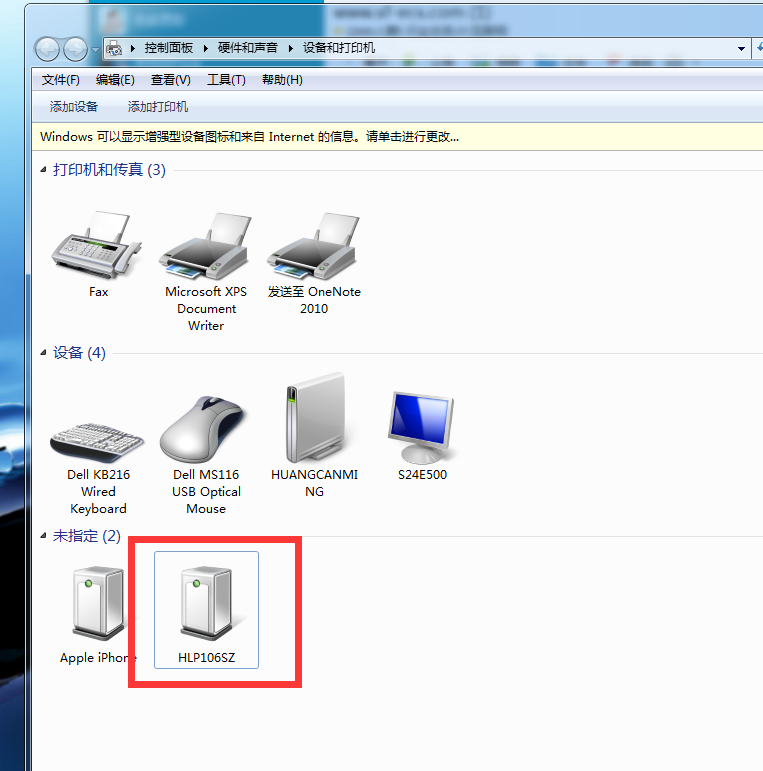 控制面板 硬件和声音 设备和打印机
文件(F) 编辑(E) 查看(V) 工具(T) 帮助(H)
添加设备 添加打印机
Windows 可以显示增强型设备图标和来自 Internet 的信息。请单击进行更改...
打印机和传真 (3)
Fax
Microsoft XPS
Document
Writer
发送至 OneNote
2010
设备 (4)
Dell KB216
Wired
Keyboard
Dell MS116
USB Optical
Mouse
HUANGCANMI
NG
S24E500
未指定 (2)
Apple iPhone
HLP106SZ